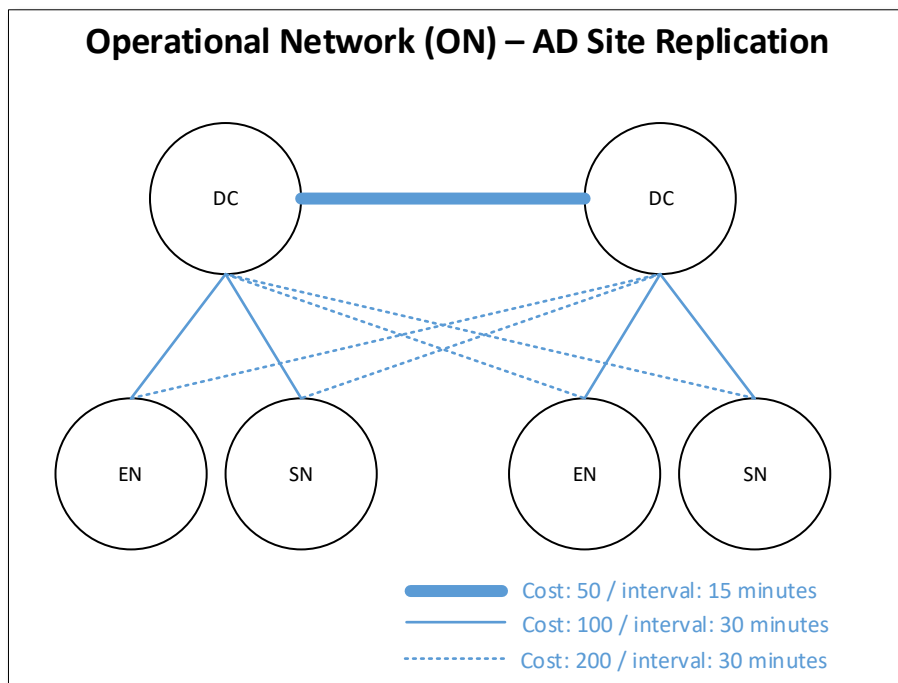 Operational Network (ON) – AD Site Replication
DC
DC
EN
SN
EN
SN
Cost: 50 / interval: 15 minutes
Cost: 100 / interval: 30 minutes
Cost: 200 / interval: 30 minutes